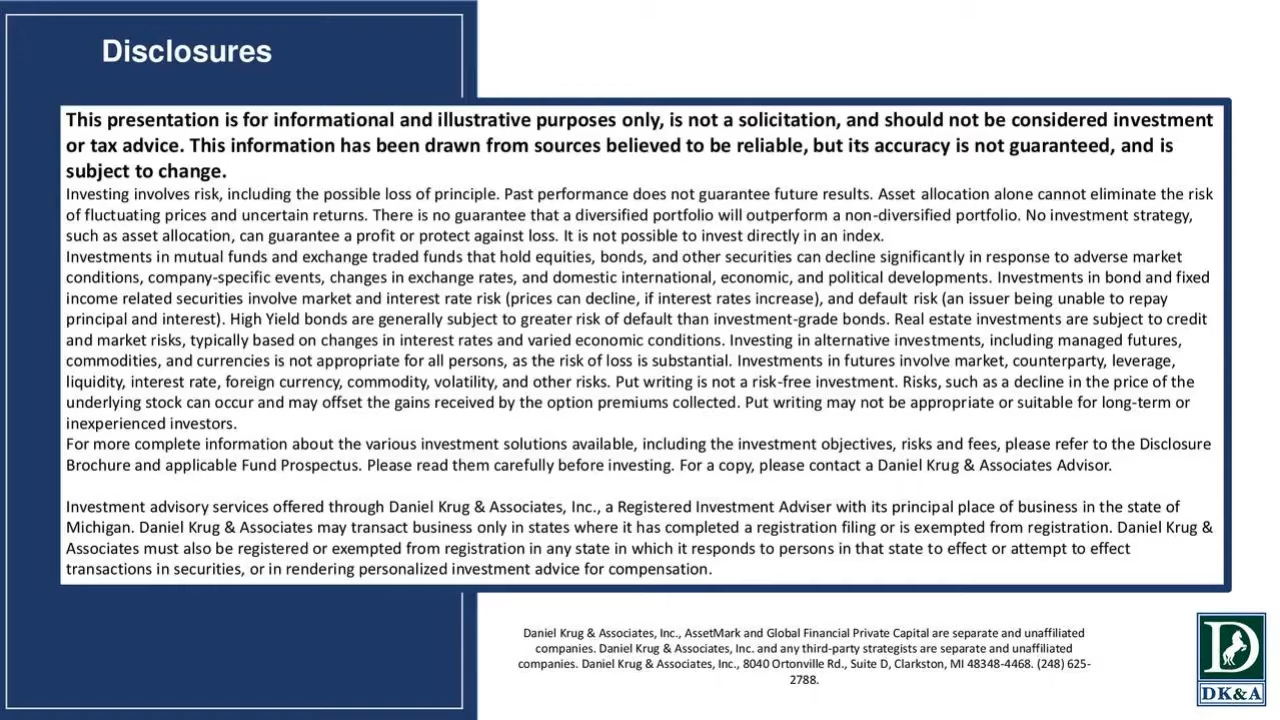 Disclosures
This presentation is for informational and illustrative purposes only, is not a solicitation, and should not be considered investment
or tax advice. This information has been drawn from sources believed to be reliable, but its accuracy is not guaranteed, and is
subject to change.
Investing involves risk, including the possible loss of principle. Past performance does not guarantee future results. Asset allocation alone cannot eliminate the risk
of fluctuating prices and uncertain returns. There is no guarantee that a diversified portfolio will outperform a non-diversified portfolio. No investment strategy,
such as asset allocation, can guarantee a profit or protect against loss. It is not possible to invest directly in an index.
Investments in mutual funds and exchange traded funds that hold equities, bonds, and other securities can decline significantly in response to adverse market
conditions, company-specific events, changes in exchange rates, and domestic international, economic, and political developments. Investments in bond and fixed
income related securities involve market and interest rate risk (prices can decline, if interest rates increase), and default risk (an issuer being unable to repay
principal and interest). High Yield bonds are generally subject to greater risk of default than investment-grade bonds. Real estate investments are subject to credit
and market risks, typically based on changes in interest rates and varied economic conditions. Investing in alternative investments, including managed futures,
commodities, and currencies is not appropriate for all persons, as the risk of loss is substantial. Investments in futures involve market, counterparty, leverage,
liquidity, interest rate, foreign currency, commodity, volatility, and other risks. Put writing is not a risk-free investment. Risks, such as a decline in the price of the
underlying stock can occur and may offset the gains received by the option premiums collected. Put writing may not be appropriate or suitable for long-term or
inexperienced investors.
For more complete information about the various investment solutions available, including the investment objectives, risks and fees, please refer to the Disclosure
Brochure and applicable Fund Prospectus. Please read them carefully before investing. For a copy, please contact a Daniel Krug & Associates Advisor.
Investment advisory services offered through Daniel Krug & Associates, Inc., a Registered Investment Adviser with its principal place of business in the state of
Michigan. Daniel Krug & Associates may transact business only in states where it has completed a registration filing or is exempted from registration. Daniel Krug &
Associates must also be registered or exempted from registration in any state in which it responds to persons in that state to effect or attempt to effect
transactions in securities, or in rendering personalized investment advice for compensation.
Daniel Krug & Associates, Inc., AssetMark and Global Financial Private Capital are separate and unaffiliated
companies. Daniel Krug & Associates, Inc. and any third-party strategists are separate and unaffiliated
companies. Daniel Krug & Associates, Inc., 8040 Ortonville Rd., Suite D, Clarkston, MI 48348-4468. (248) 625-
2788.
D
DK&A